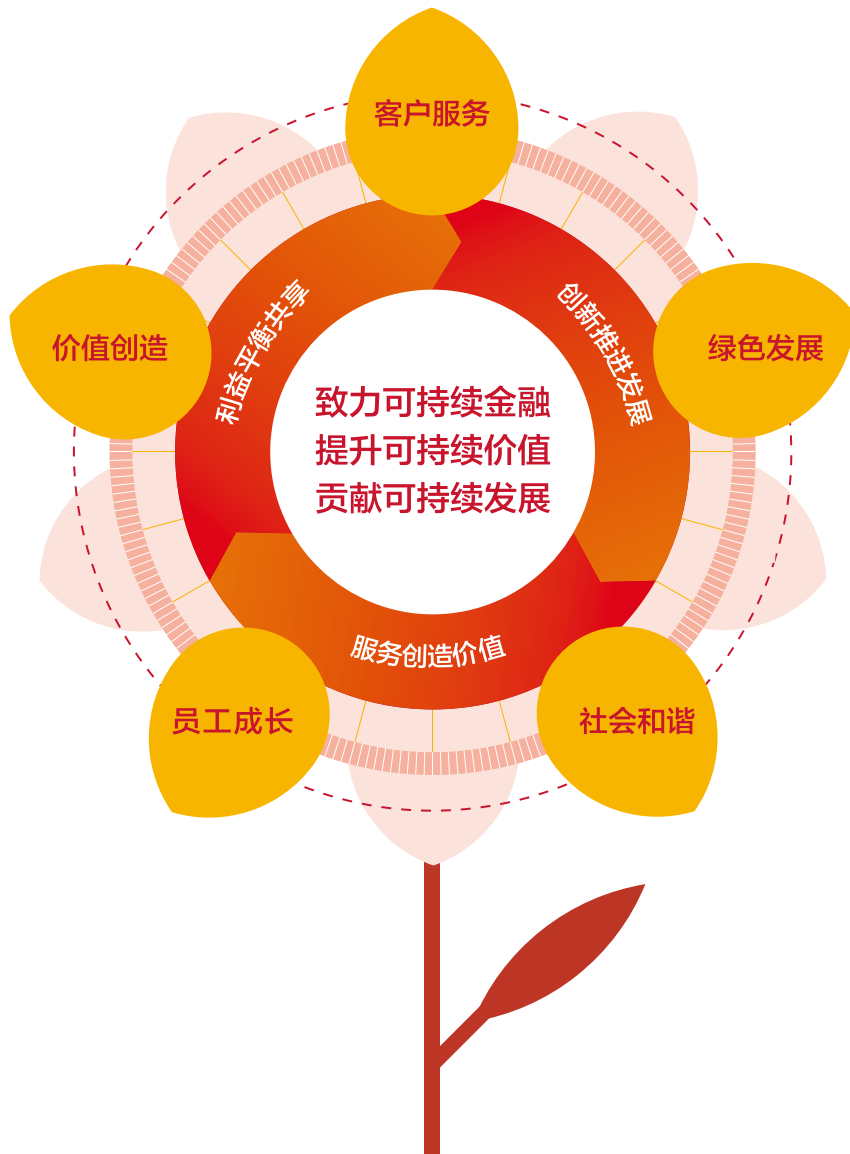 客户服务
利益平衡共享
创新推进发展
价值创造
绿色发展
致力可持续金融
提升可持续价值
贡献可持续发展
服务创造价值
员工成长
社会和谐